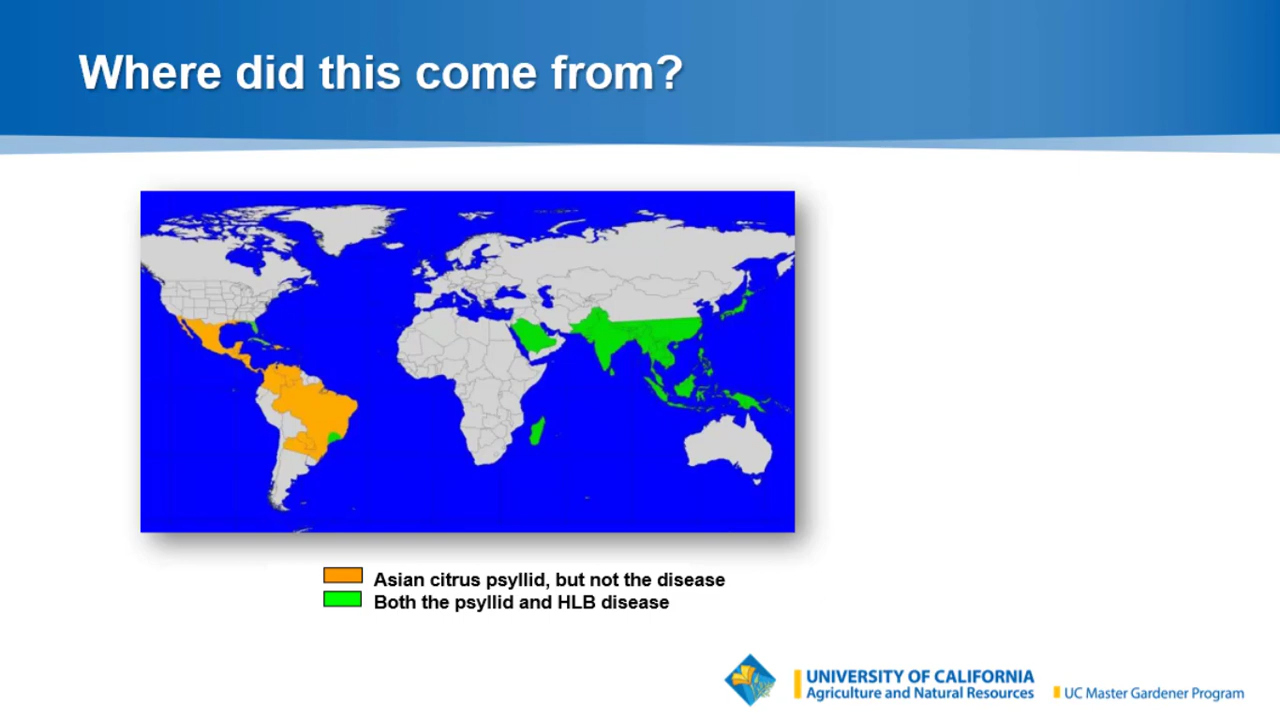 Where did this come from?
Asian citrus psyllid, but not the disease
Both the psyllid and HLB disease
UNIVERSITY OF CALIFORNIA
Agriculture and Natural Resources
UC Master Gardener Program